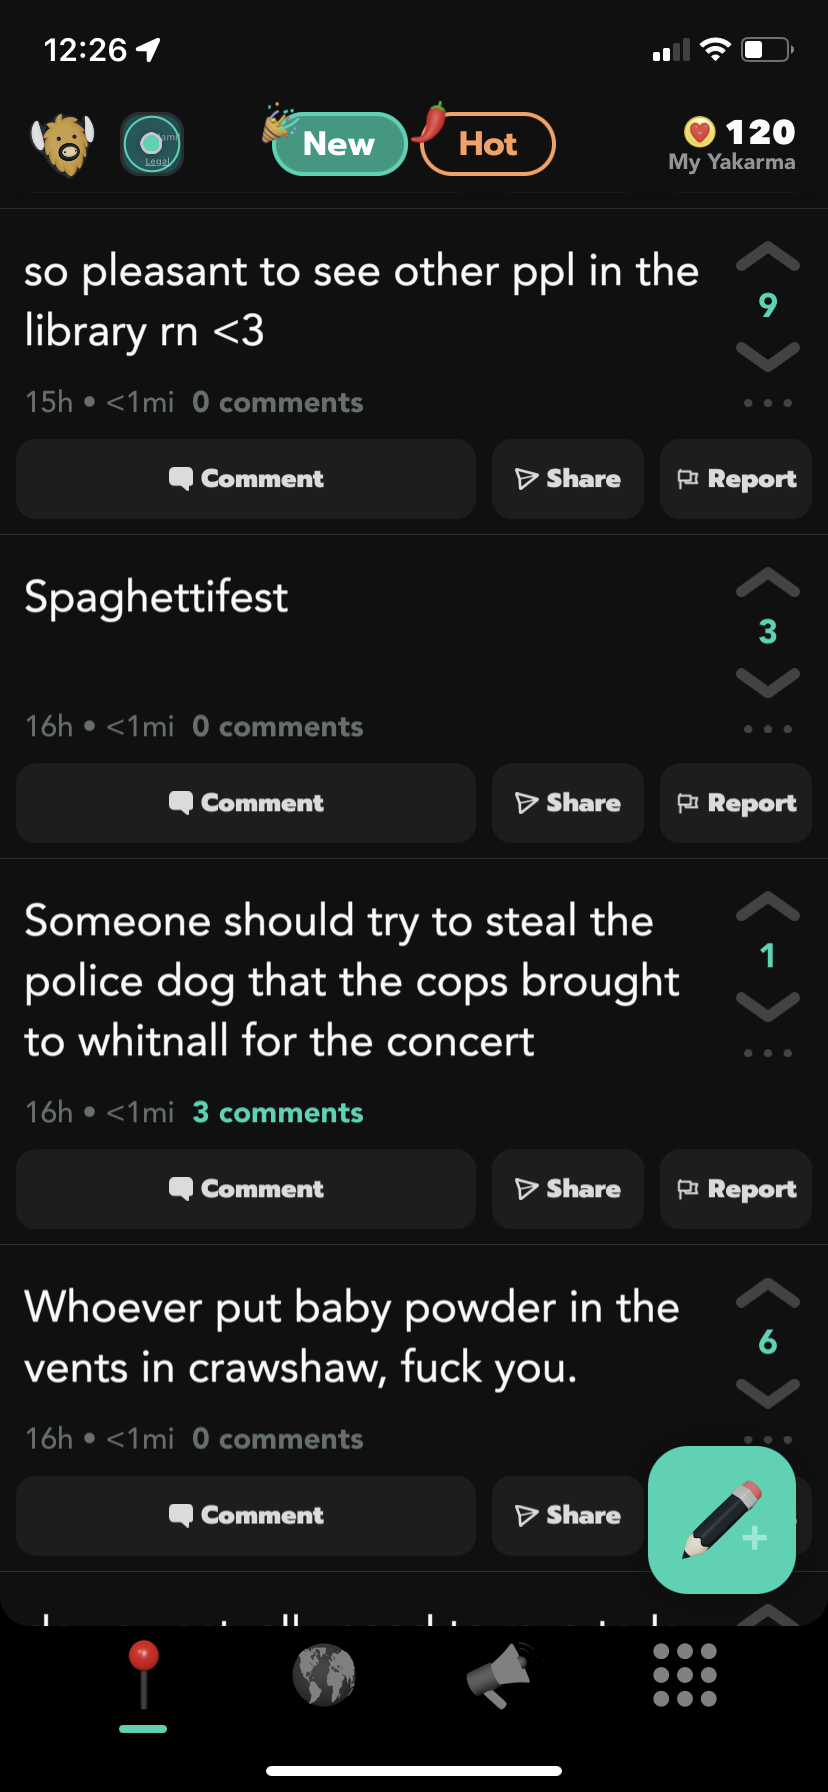 12:26
New
Hot
120
My Yakarma
Legal
so pleasant to see other ppl in the
library rn <3
9
15h • <1mi 0 comments
Comment
Share
Report
Spaghettifest
3
16h • <1mi 0 comments
Comment
Share
Report
Someone should try to steal the
police dog that the cops brought
to whitnall for the concert
1
16h • <1mi 3 comments
Comment
Share
Report
Whoever put baby powder in the
vents in crawshaw, fuck you.
6
16h • <1mi 0 comments
Comment
Share